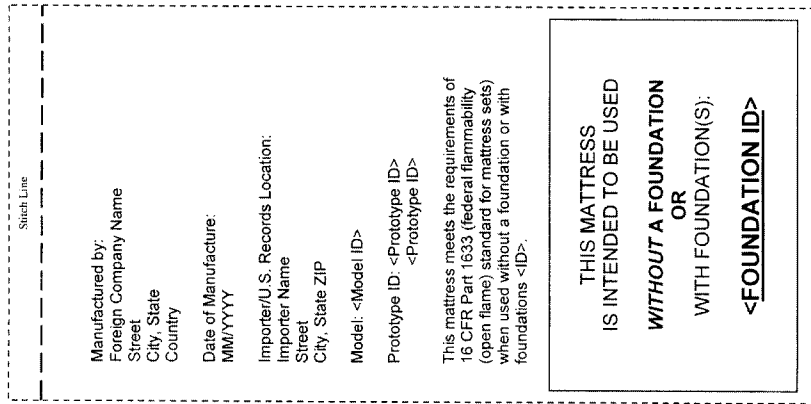 Stitch Line
Manufactured by:
Foreign Company Name
Street
City, State
Country
Date of Manufacture:
MM/YYYY
Importer/U.S. Records Location:
Importer Name
Street
City, State ZIP
Model: <Model ID>
Prototype ID: <Prototype ID>
<Prototype ID>
This mattress meets the requirements of
16 CFR Part 1633 (federal flammability
(open flame) standard for mattress sets)
when used without a foundation or with
foundations <ID>.
THIS MATTRESS
IS INTENDED TO BE USED
WITHOUT A FOUNDATION
OR
WITH FOUNDATION(S):
<FOUNDATION ID>